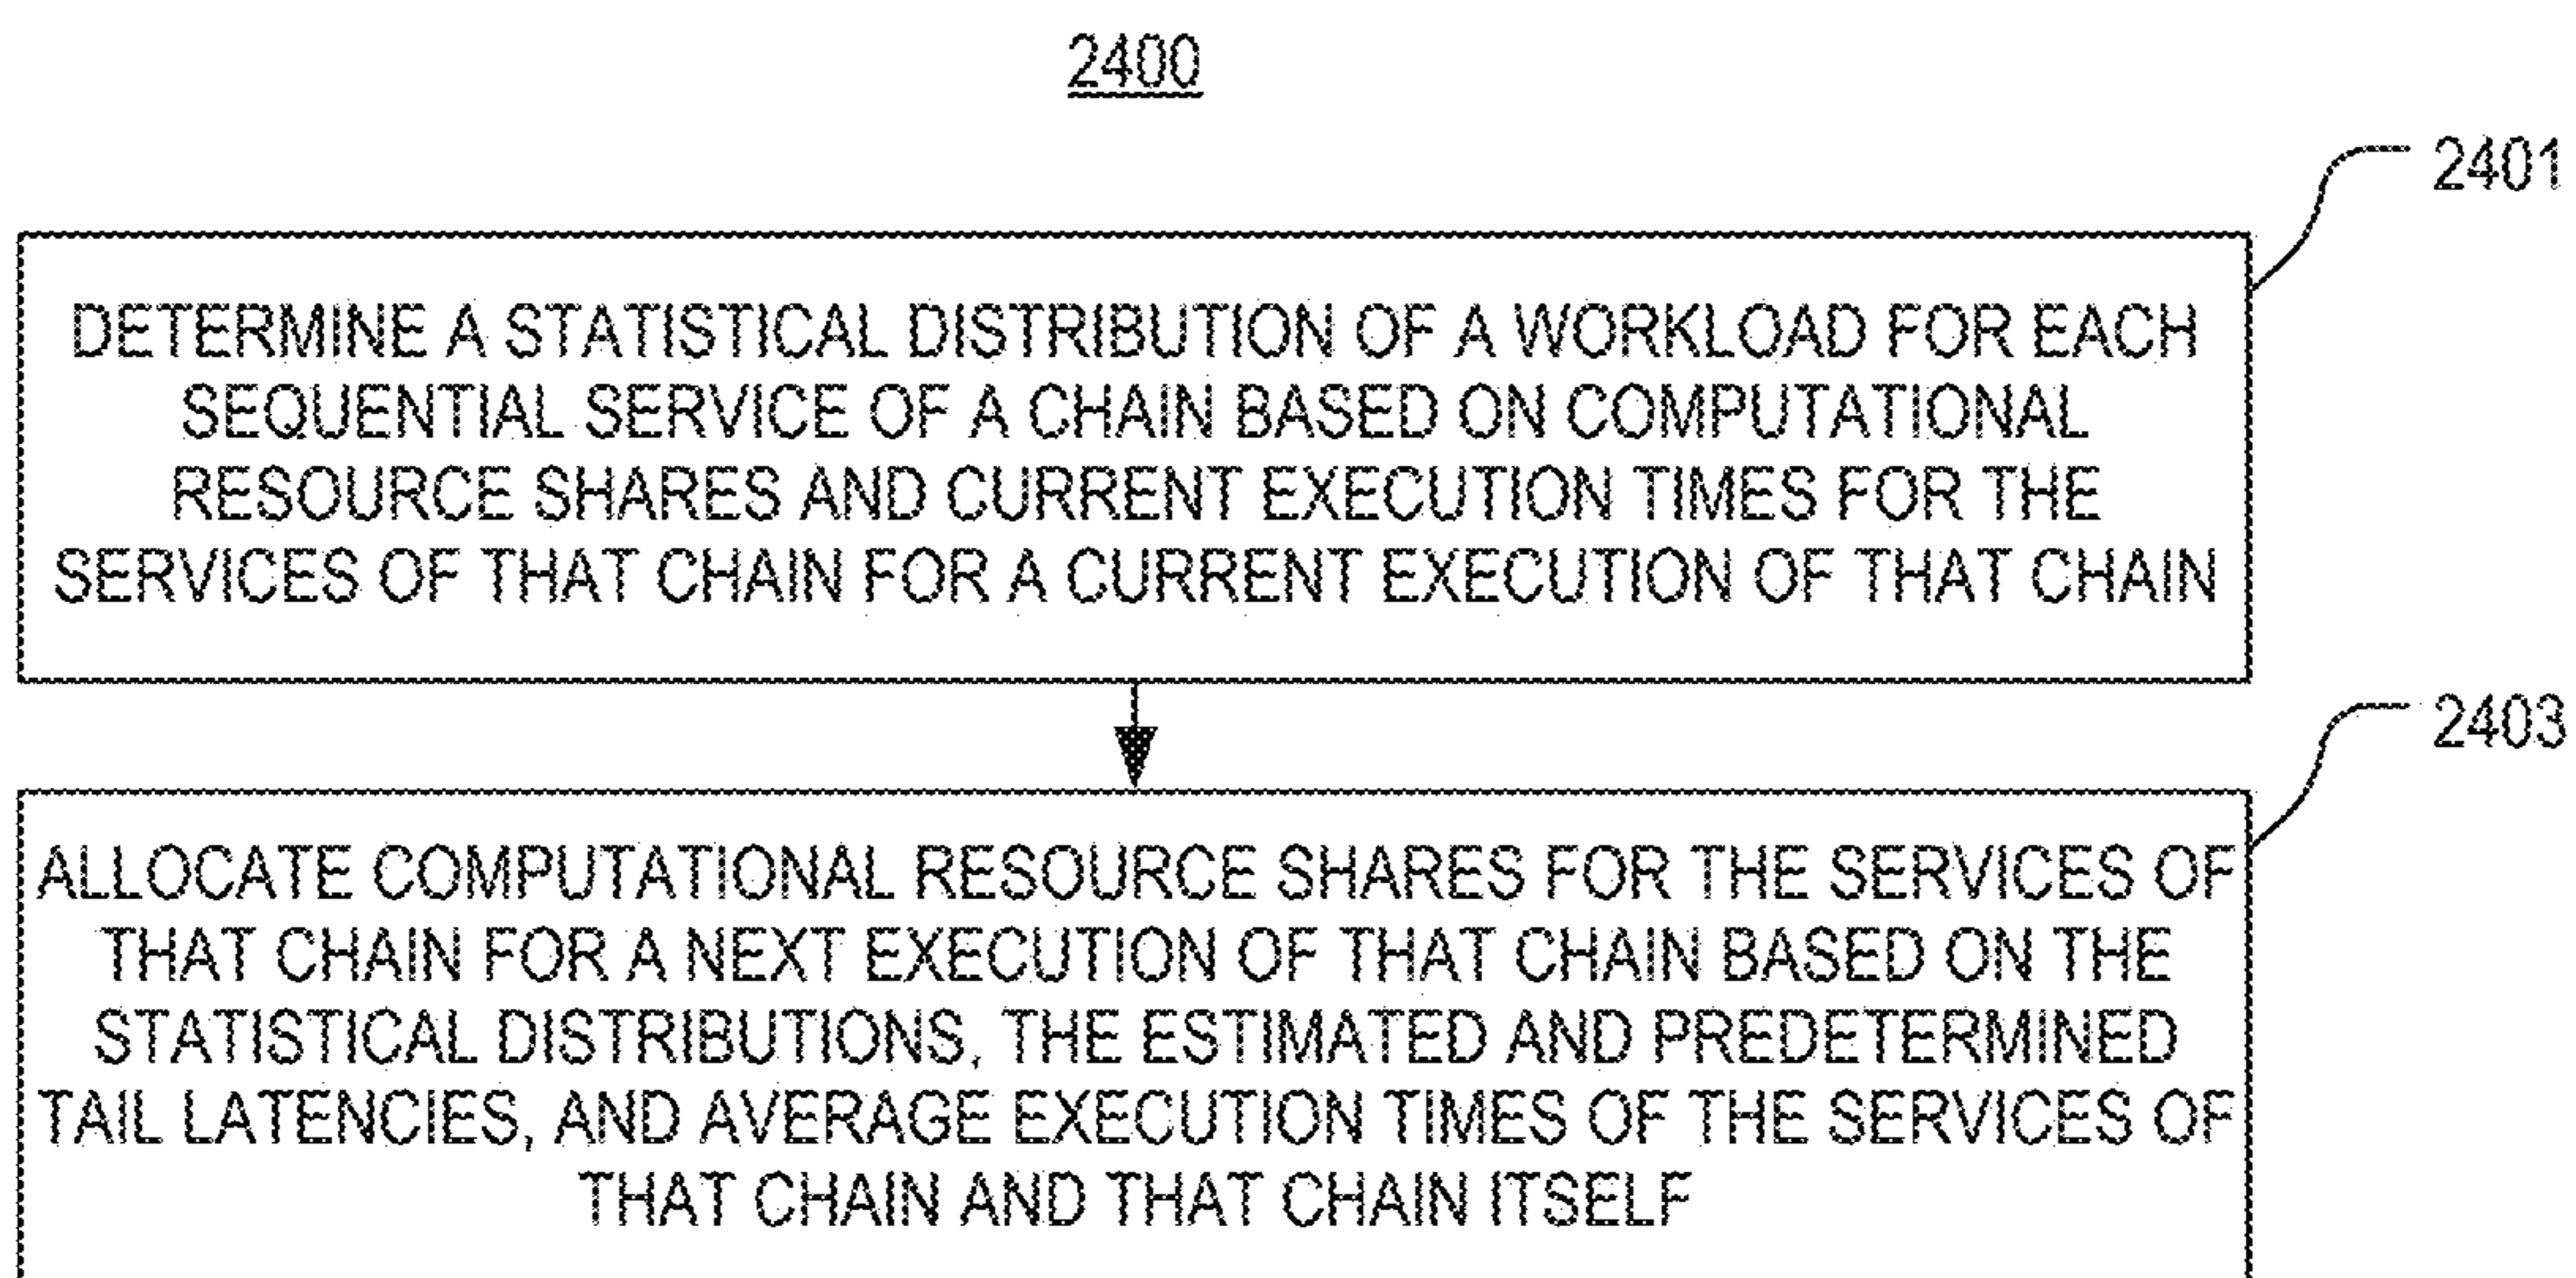 2400
2401
DETERMINE A STATISTICAL DISTRIBUTION OF A WORKLOAD FOR EACH
SEQUENTIAL SERVICE OF A CHAIN BASED ON COMPUTATIONAL
RESOURCE SHARES AND CURRENT EXECUTION TIMES FOR THE
SERVICES OF THAT CHAIN FOR A CURRENT EXECUTION OF THAT CHAIN
2403
ALLOCATE COMPUTATIONAL RESOURCE SHARES FOR THE SERVICES OF
THAT CHAIN FOR A NEXT EXECUTION OF THAT CHAIN BASED ON THE
STATISTICAL DISTRIBUTIONS, THE ESTIMATED AND PREDETERMINED
TAIL LATENCIES, AND AVERAGE EXECUTION TIMES OF THE SERVICES OF
THAT CHAIN AND THAT CHAIN ITSELF